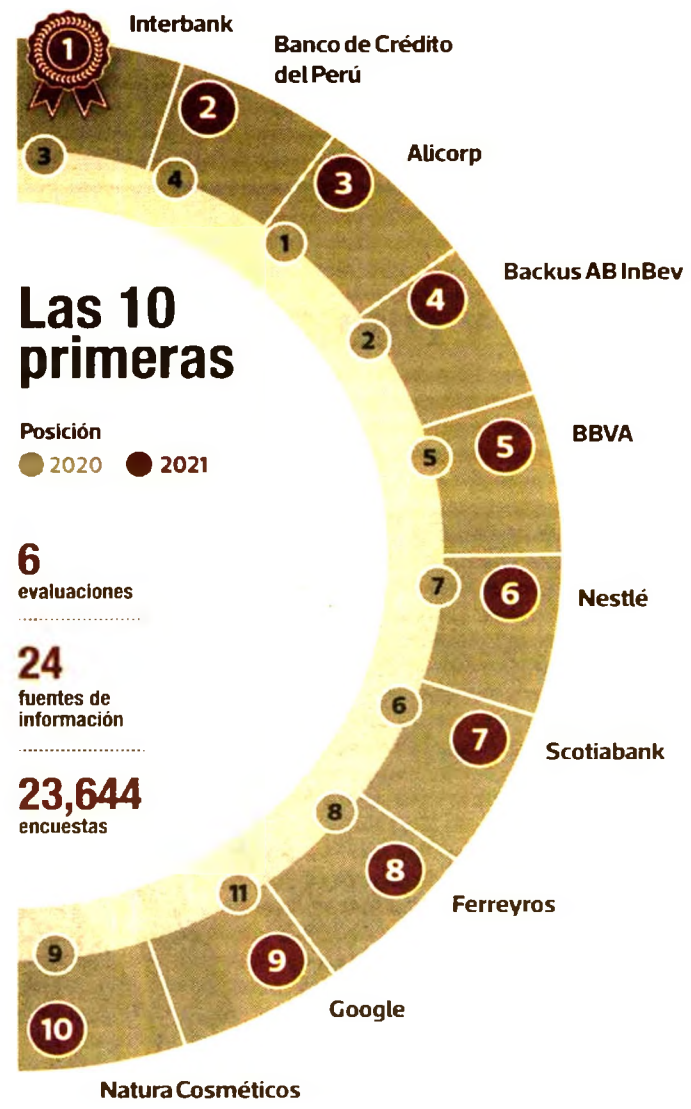 1
Interbank
3
Banco de Crédito
del Perú
2
4
Alicorp
3
1
Backus AB InBev
4
2
Las 10
primeras
Posición
2020 2021
BBVA
5
5
6
evaluaciones
Nestlé
6
7
24
fuentes de
información
Scotiabank
7
6
23,644
encuestas
Ferreyros
8
8
Google
9
11
Natura Cosméticos
10
9